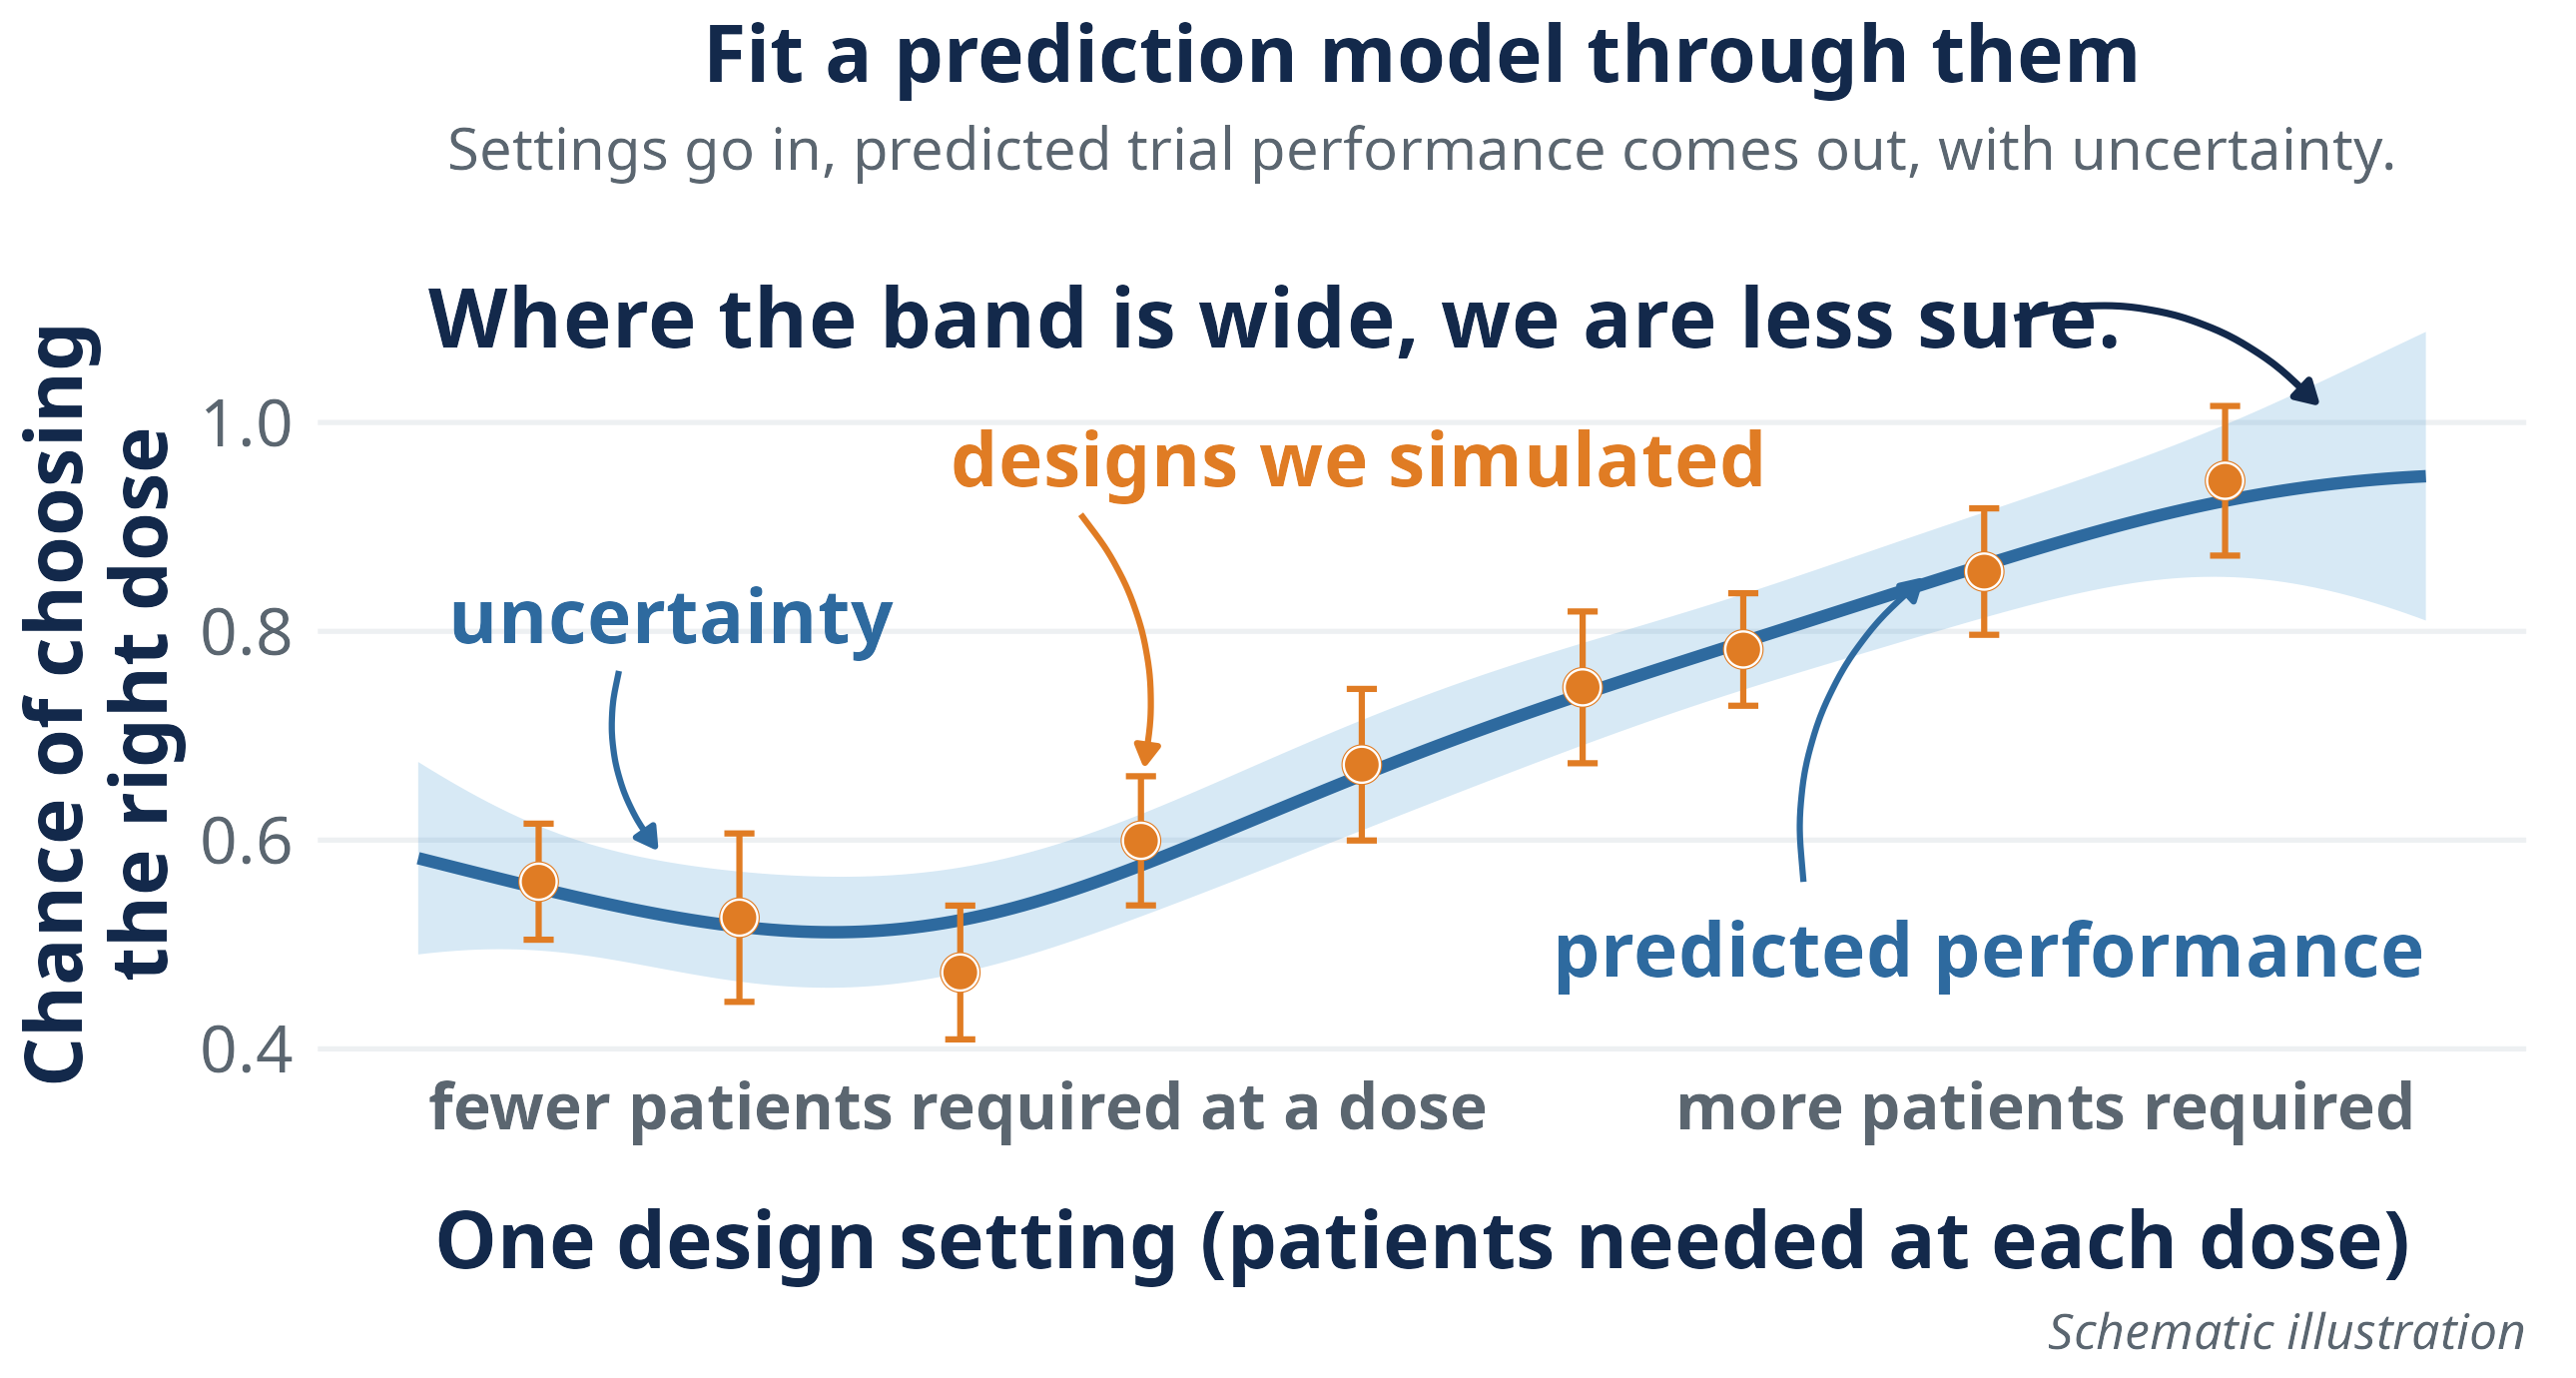 Fit a prediction model through them
Settings go in, predicted trial performance comes out, with uncertainty.
Where the band is wide, we are less sure.
Chance of choosing
the right dose
1.0
0.8
0.6
0.4
designs we simulated
uncertainty
predicted performance
fewer patients required at a dose
more patients required
One design setting (patients needed at each dose)
Schematic illustration